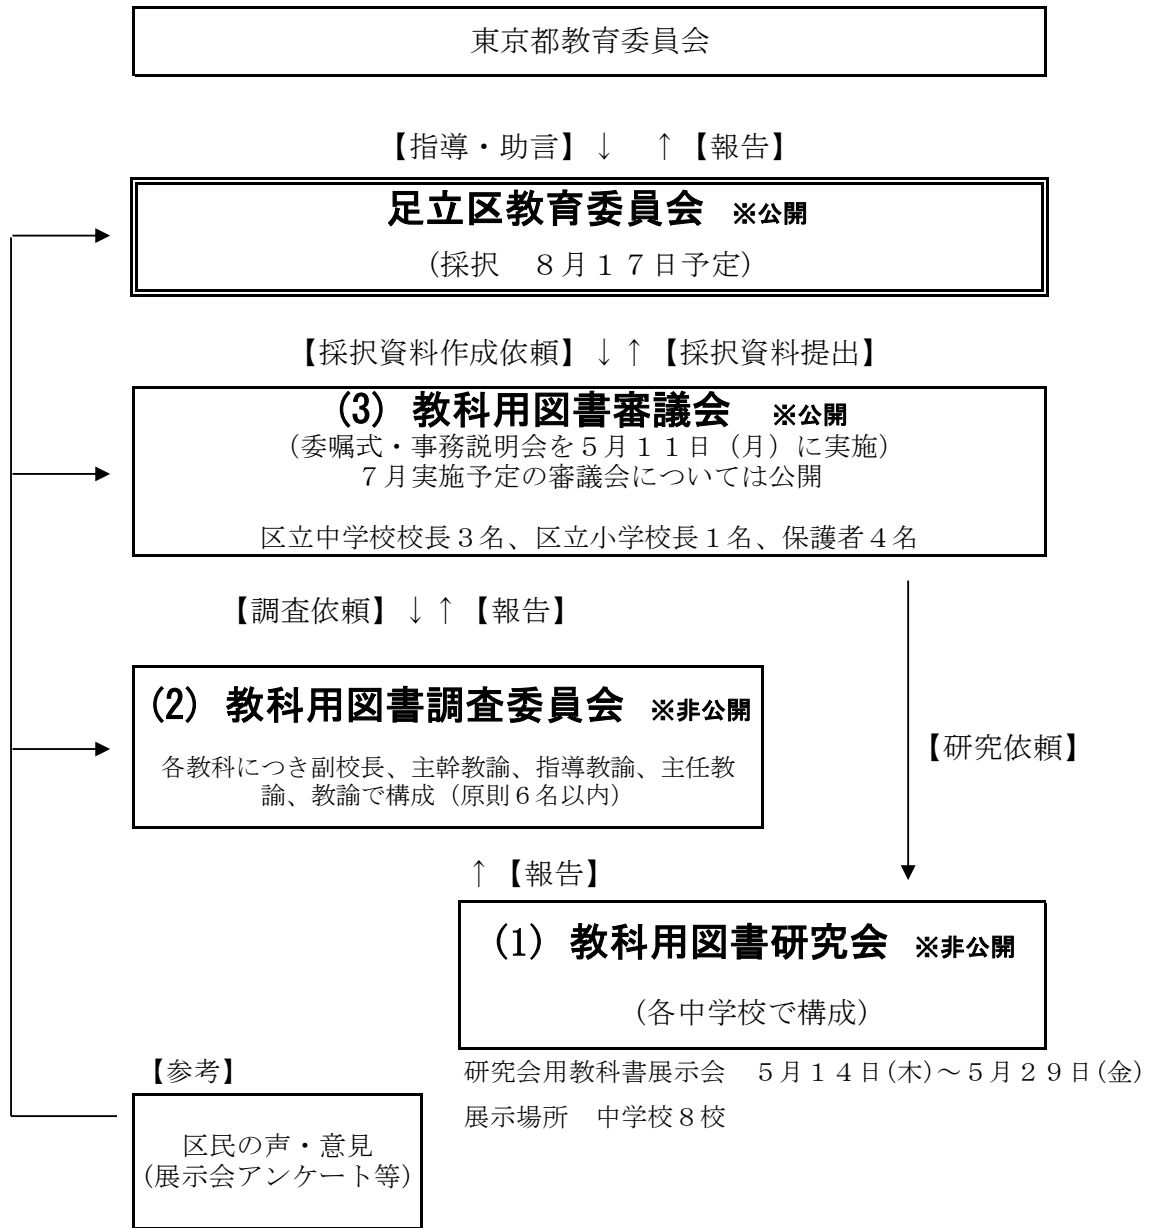 東京都教育委員会
【指導・助言】↓　↑【報告】
足立区教育委員会　※公開
(採択　８月１７日予定)
【採択資料作成依頼】↓↑【採択資料提出】
(3) 教科用図書審議会　※公開
(委嘱式・事務説明会を５月１１日（月）に実施)
７月実施予定の審議会については公開
区立中学校校長３名、区立小学校長１名、保護者４名
【調査依頼】↓↑【報告】
(2) 教科用図書調査委員会　※非公開
【研究依頼】
各教科につき副校長、主幹教諭、指導教諭、主任教
諭、教諭で構成（原則６名以内）
↑【報告】
(1) 教科用図書研究会　※非公開
(各中学校で構成)
【参考】
研究会用教科書展示会　５月１４日(木)～５月２９日(金)
展示場所　中学校８校
区民の声・意見
(展示会アンケート等)